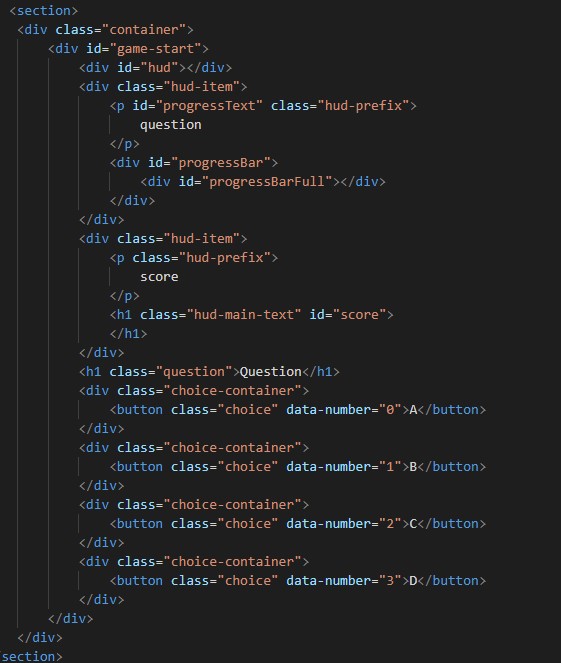 <section>
<div class="container">
<div id="game-start">
<div id="hud"></div>
<div class="hud-item">
<p id="progressText" class="hud-prefix">
question
</p>
<div id="progressBar">
<div id="progressBarFull"></div>
</div>
</div>
<div class="hud-item">
<p class="hud-prefix">
score
</p>
<h1 class="hud-main-text" id="score">
</h1>
</div>
<h1 class="question">Question</h1>
<div class="choice-container">
<button class="choice" data-number="0">A</button>
</div>
<div class="choice-container">
<button class="choice" data-number="1">B</button>
</div>
<div class="choice-container">
<button class="choice" data-number="2">C</button>
</div>
<div class="choice-container">
<button class="choice" data-number="3">D</button>
</div>
</div>
</div>
section>